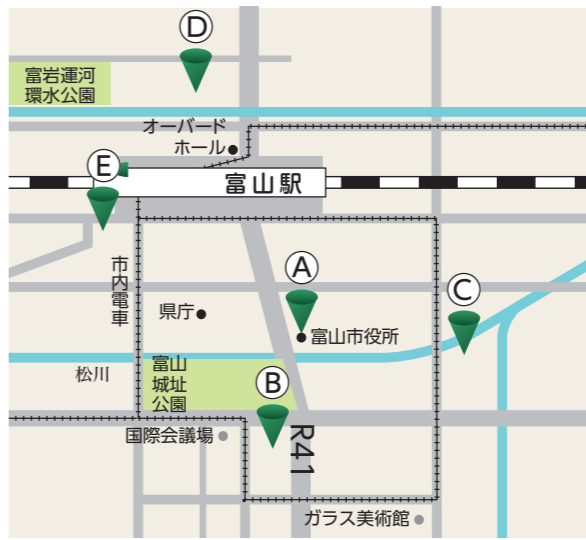 D
富岩運河
環水公園
オーバード
ホール
E
富山駅
市内電車
A
C
県庁
富山市役所
松川
富山
城址
公園
B
国際会議場
R41
ガラス美術館